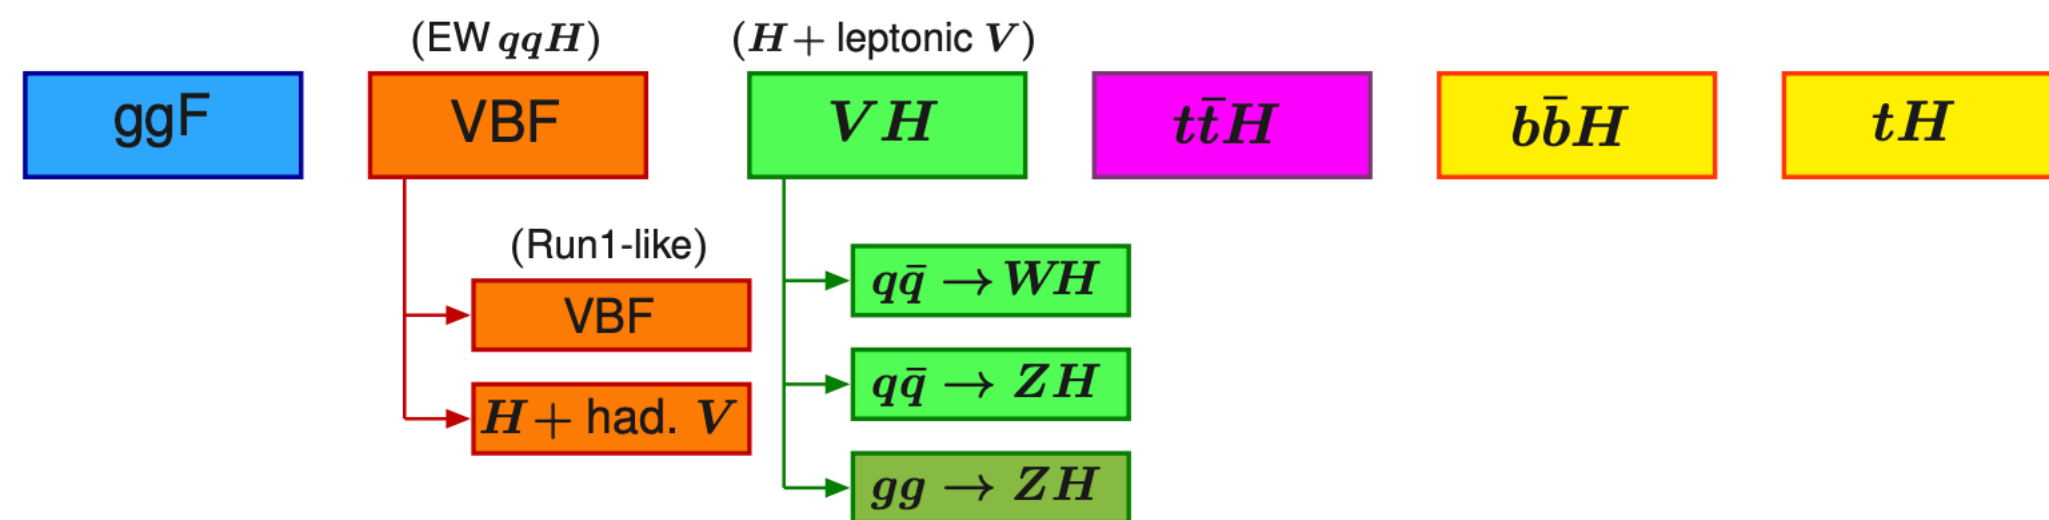 (EW qqH)
(H + leptonic V)
ggF
VBF
VH
tt̄H
bb̄H
tH
(Run1-like)
VBF
H + had. V
qq̄ → WH
qq̄ → ZH
gg → ZH